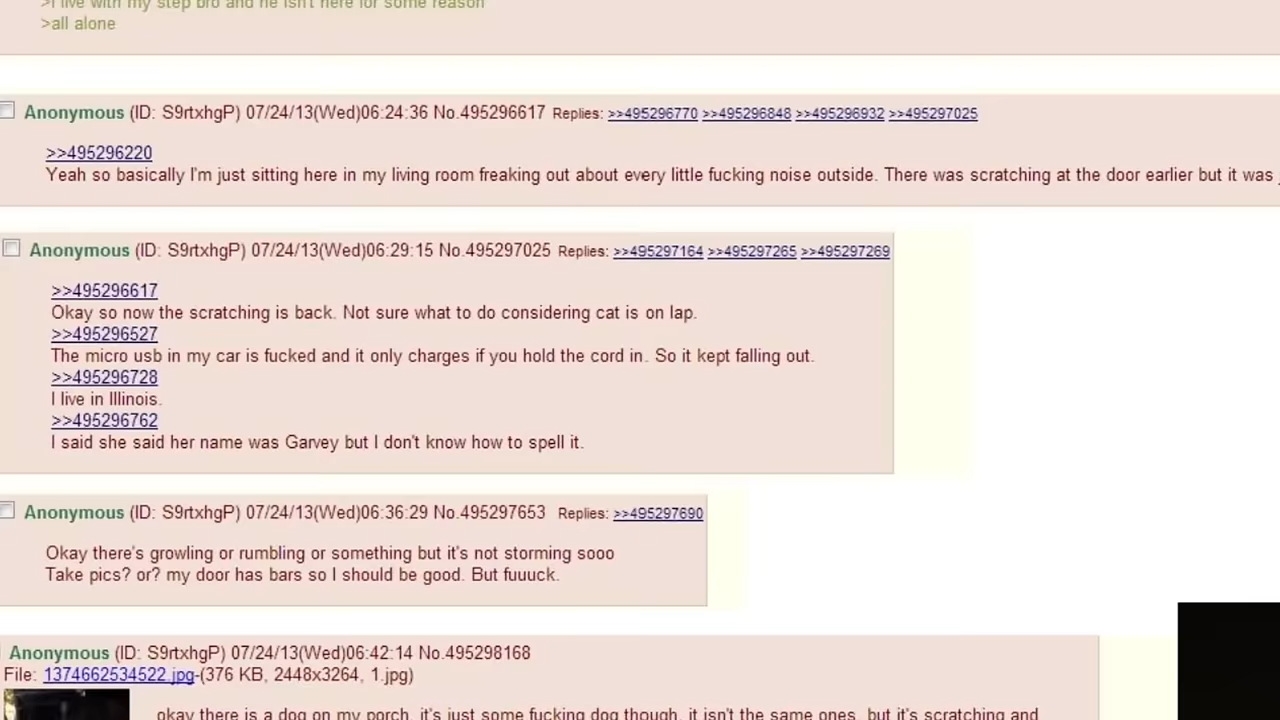 >I live with my step bro and he isn't here for some reason
>all alone
Anonymous (ID: S9rtxhgP) 07/24/13(Wed)06:24:36 No.495296617 Replies: >>495296770 >>495296848 >>495296932 >>495297025
>>495296220
Yeah so basically I'm just sitting here in my living room freaking out about every little fucking noise outside. There was scratching at the door earlier but it was
Anonymous (ID: S9rtxhgP) 07/24/13(Wed)06:29:15 No.495297025 Replies: >>495297164 >>495297265 >>495297269
>>495296617
Okay so now the scratching is back. Not sure what to do considering cat is on lap.
>>495296527
The micro usb in my car is fucked and it only charges if you hold the cord in. So it kept falling out.
>>495296728
I live in Illinois.
>>495296762
I said she said her name was Garvey but I don't know how to spell it.
Anonymous (ID: S9rtxhgP) 07/24/13(Wed)06:36:29 No.495297653 Replies: >>495297690
Okay there's growling or rumbling or something but it's not storming sooo
Take pics? or? my door has bars so I should be good. But fuuuck.
Anonymous (ID: S9rtxhgP) 07/24/13(Wed)06:42:14 No.495298168
File: 1374662534522.jpg-(376 KB, 2448x3264, 1.jpg)
okay there is a dog on my porch. it's just some fucking dog though. it isn't the same ones. but it's scratching and